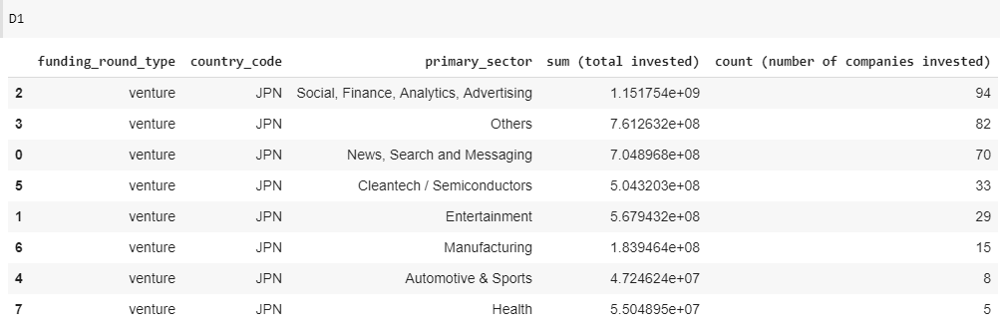 D1
funding_round_type country_code primary_sector sum (total invested) count (number of companies invested)
2 venture JPN Social, Finance, Analytics, Advertising 1.151754e+09 94
3 venture JPN Others 7.612632e+08 82
0 venture JPN News, Search and Messaging 7.048968e+08 70
5 venture JPN Cleantech / Semiconductors 5.043203e+08 33
1 venture JPN Entertainment 5.679432e+08 29
6 venture JPN Manufacturing 1.839464e+08 15
4 venture JPN Automotive & Sports 4.724624e+07 8
7 venture JPN Health 5.504895e+07 5